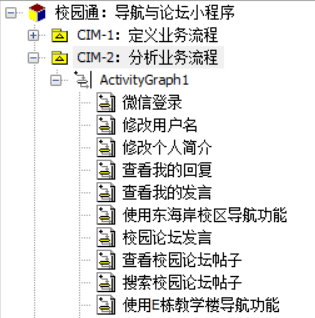 校园通：导航与论坛小程序
CIM-1：定义业务流程
CIM-2：分析业务流程
ActivityGraph1
微信登录
修改用户名
修改个人简介
查看我的回复
查看我的发言
使用东海岸校区导航功能
校园论坛发言
查看校园论坛帖子
搜索校园论坛帖子
使用E栋教学楼导航功能